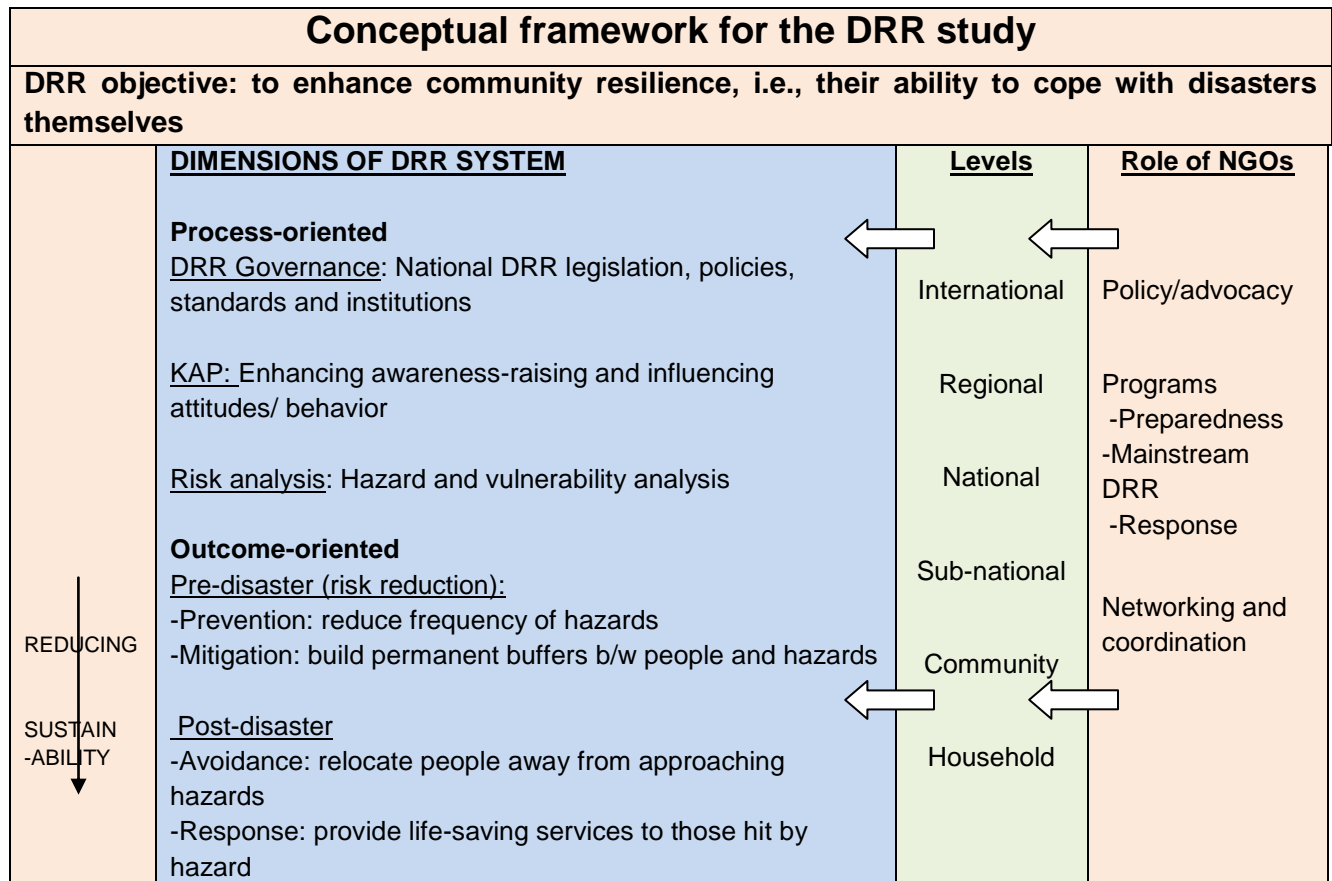 Conceptual framework for the DRR study
DRR objective: to enhance community resilience, i.e., their ability to cope with disasters
themselves
REDUCING
SUSTAIN
-ABILITY
DIMENSIONS OF DRR SYSTEM
Process-oriented
DRR Governance: National DRR legislation, policies,
standards and institutions
KAP: Enhancing awareness-raising and influencing
attitudes/ behavior
Risk analysis: Hazard and vulnerability analysis
Outcome-oriented
Pre-disaster (risk reduction):
-Prevention: reduce frequency of hazards
-Mitigation: build permanent buffers b/w people and hazards
Post-disaster
-Avoidance: relocate people away from approaching
hazards
-Response: provide life-saving services to those hit by
hazard
Levels
International
Regional
National
Sub-national
Community
Household
Role of NGOs
Policy/advocacy
Programs
-Preparedness
-Mainstream
DRR
-Response
Networking and
coordination